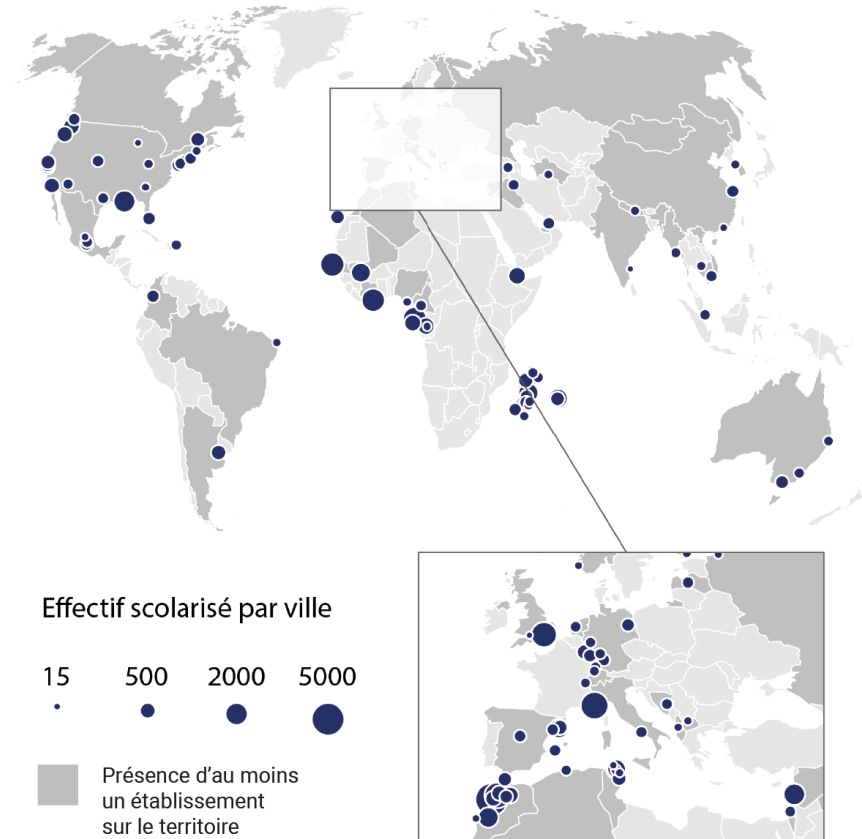 Effectif scolarisé par ville
15 500 2000 5000
Présence d’au moins
un établissement
sur le territoire